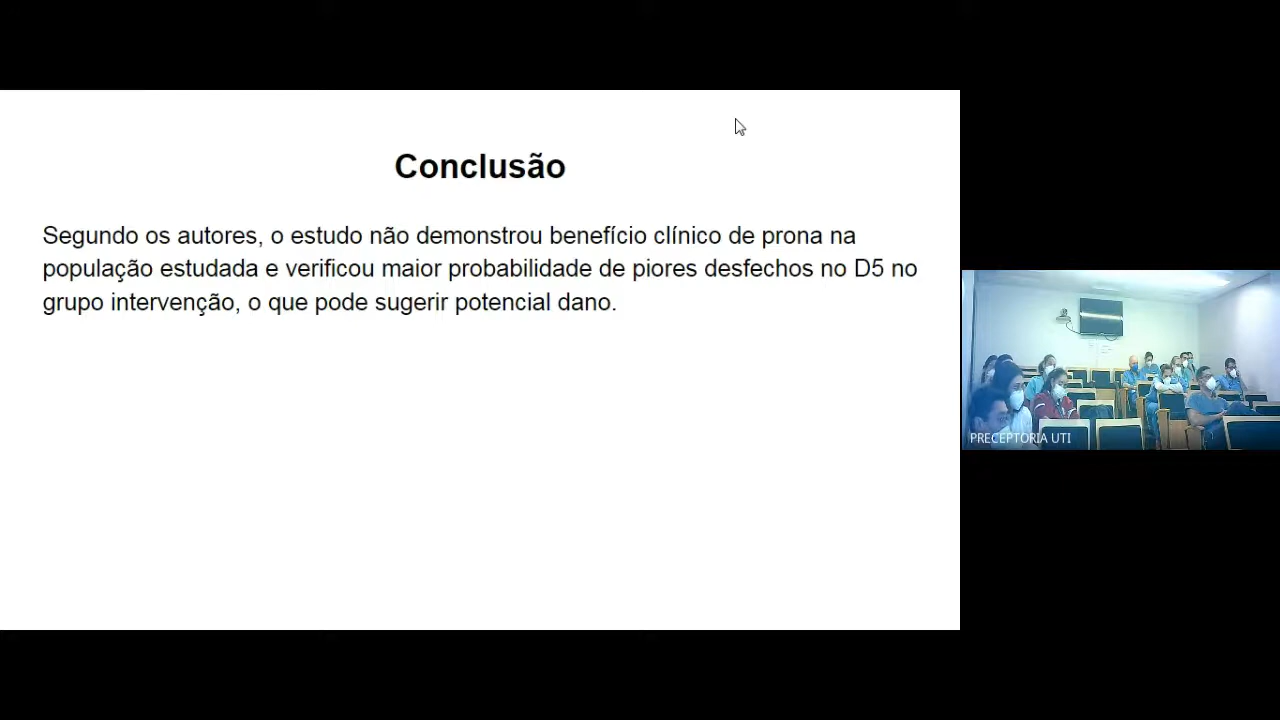 Conclusão
Segundo os autores, o estudo não demonstrou benefício clínico de prona na
população estudada e verificou maior probabilidade de piores desfechos no D5 no
grupo intervenção, o que pode sugerir potencial dano.
PRECEPTORIA UTI